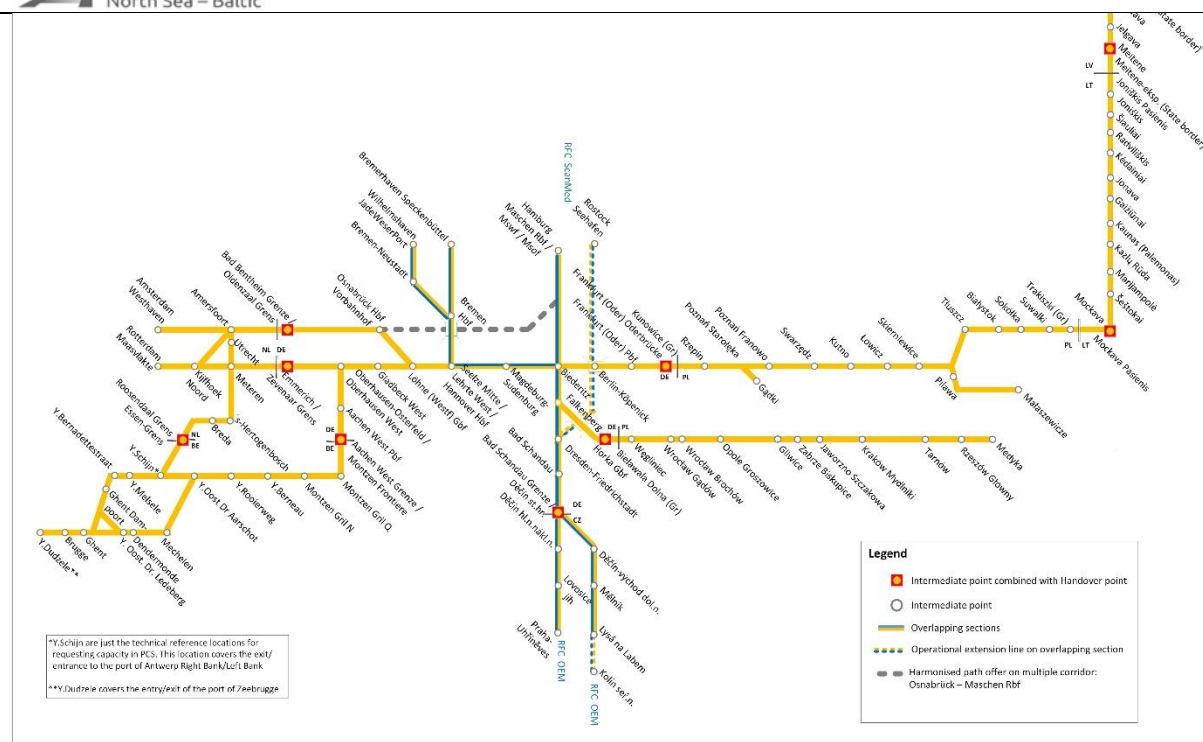 North Sea – Baltic
Jelgava
Meitene
Meitene-eksp. (State border)
LV
LT
Joniškis Pasienis
Joniškis
Šiauliai
Radviliškis
Kėdainiai
Jonava
Gaižiūnai
Kaunas (Palemonas)
Kazlų Rūda
Marijampolė
Šeštokai
Mockava Pasienis
Mockava
PL
LT
Trakiszki (Gr)
Suwałki
Sokółka
Białystok
Tłuszcz
Pilawa
Małaszewicze
Skierniewice
Łowicz
Kutno
Swarzędz
Poznań Franowo
Gądki
Poznań Starołęka
Rzepin
Kunowice (Gr)
DE
PL
Frankfurt (Oder) Oderbrücke
Frankfurt (Oder) Pbf
Berlin-Köpenick
Rostock
Seehafen
RFC ScanMed
Hamburg
Maschen Rbf /
Mswf / Msof
Biederitz
Magdeburg-
Sudenburg
Seelze Mitte /
Lehrte West /
Hannover Hbf
Bremen
Hbf
Bremerhaven Speckenbüttel
Wilhelmshaven
JadeWeserPort
Bremen-Neustadt
Osnabrück Hbf
Vorbahnhof
Löhne (Westf) Gbf
Gladbeck West
Oberhausen-Osterfeld /
Oberhausen West
Bad Bentheim Grenze /
Oldenzaal Grens
NL
DE
Emmerich /
Zevenaar Grens
Amsterdam
Westhaven
Amersfoort
Rotterdam
Maasvlakte
Utrecht
Kijfhoek
Noord
Meteren
's-Hertogenbosch
Breda
Roosendaal Grens
Essen-Grens
NL
BE
Aachen West Pbf
DE
BE
Aachen West Grenze /
Montzen Frontiere
Montzen Gril Q
Montzen Gril N
Y.Berneau
Y.Rooierweg
Y.Oost Dr Aarschot
Y.Schijn*
Y.Melsele
Y.Bernadettestraat
Ghent Dam-
poort
Mechelen
Dendermonde
Y. Oost. Dr. Ledeberg
Ghent
Brugge
Y.Dudzele**
Falkenberg
Horka Gbf
DE
PL
Bielawa Dolna (Gr)
Węgliniec
Wrocław Gądów
Wrocław Brochów
Opole Groszowice
Gliwice
Zabrze Biskupice
Jaworzno Szczakowa
Kraków Mydlniki
Tarnów
Rzeszów Główny
Medyka
Dresden-Friedrichstadt
Bad Schandau
Bad Schandau Grenze /
Děčín st.hr.
DE
CZ
Děčín hl.n.nákl.n.
Lovosice
jih
Praha-
Uhříněves
RFC OEM
Děčín-východ dol.n.
Mělník
Lysá na Labem
Kolín seř.n.
RFC OEM
*Y.Schijn are just the technical reference locations for
requesting capacity in PCS. This location covers the exit/
entrance to the port of Antwerp Right Bank/Left Bank
**Y.Dudzele covers the entry/exit of the port of Zeebrugge
Legend
Intermediate point combined with Handover point
Intermediate point
Overlapping sections
Operational extension line on overlapping section
Harmonised path offer on multiple corridor:
Osnabrück – Maschen Rbf